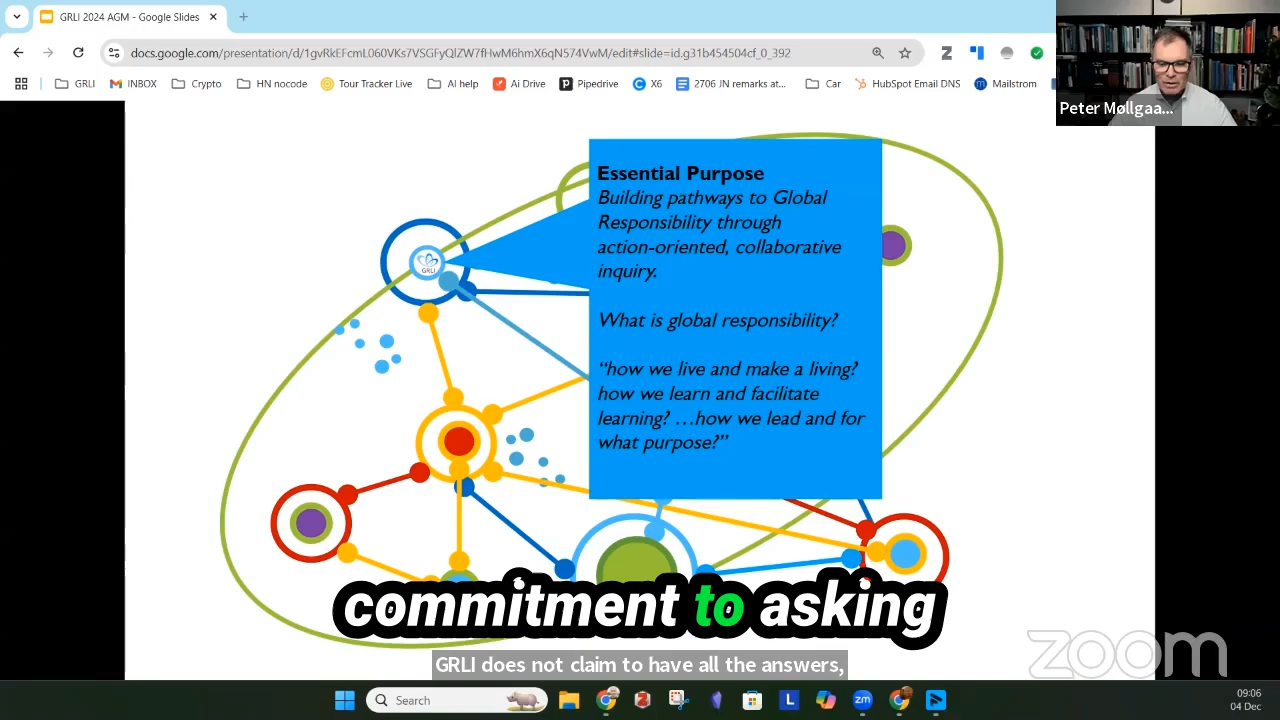 GRLI 2024 AGM - Google Slides
docs.google.com/presentation/d/1gvRkEFcnL060VKs7VSGFyQlZW7fHwM6hmX6qN574VwM/edit#slide=id.g31b454504cf_0_392
GRLI
INBOX
Crypto
HN node
Toon Tracker Live
AI help
Ai Drive
Pipedrive
X6
2706 JN remarks at...
Car
HubSpot Email DNS
Mailstrom
Peter Møllgaa...
Essential Purpose
Building pathways to Global
Responsibility through
action-oriented, collaborative
inquiry.
What is global responsibility?
“how we live and make a living?
how we learn and facilitate
learning? …how we lead and for
what purpose?”
GRLI
commitment to asking
GRLI does not claim to have all the answers,
zoom
Search
09:06
04 Dec